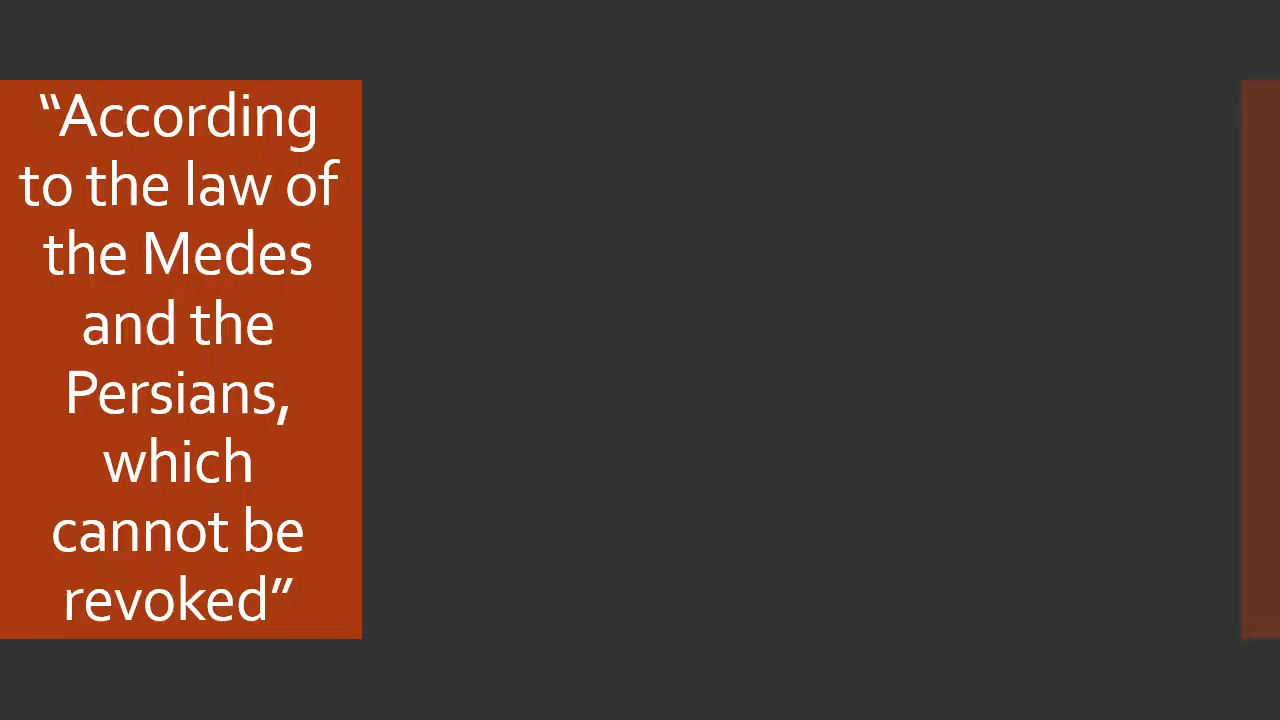 “According
to the law of
the Medes
and the
Persians,
which
cannot be
revoked”